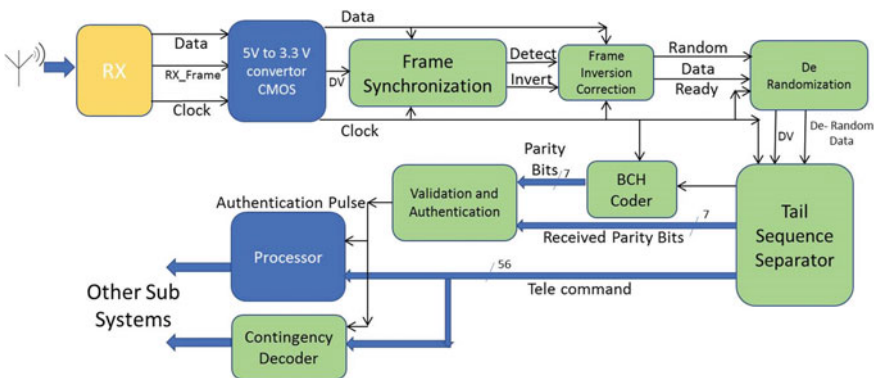 Data
RX_Frame
Clock
RX
5V to 3.3 V
convertor
CMOS
Data
DV
Clock
Frame
Synchronization
Detect
Invert
Frame
Inversion
Correction
Random
Data
Ready
De
Randomization
DV
De- Random
Data
Parity
Bits
7
BCH
Coder
Validation and
Authentication
Authentication Pulse
7
Received Parity Bits
Tail
Sequence
Separator
Processor
56
Tele command
Other Sub
Systems
Contingency
Decoder